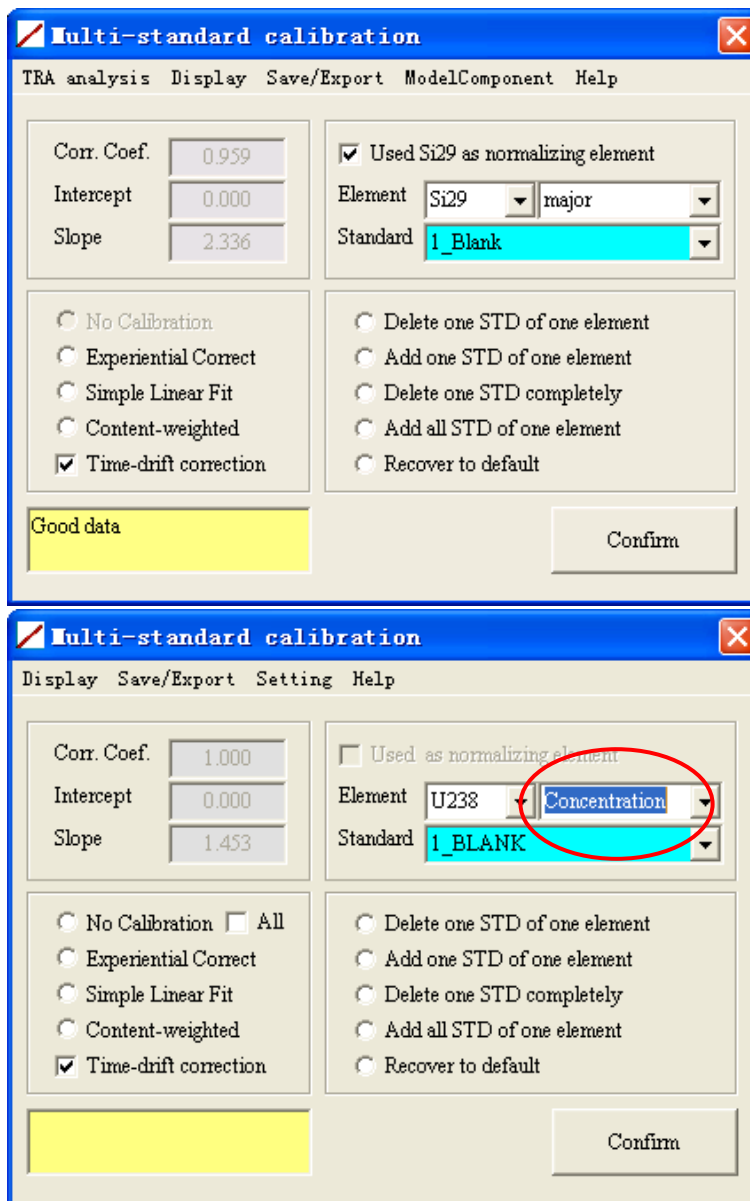 Multi-standard calibration
TRA analysis Display Save/Export ModelComponent Help
Corr. Coef. 0.959
Intercept 0.000
Slope 2.336
Used Si29 as normalizing element
Element Si29 major
Standard 1_Blank
No Calibration
Experiential Correct
Simple Linear Fit
Content-weighted
Time-drift correction
Delete one STD of one element
Add one STD of one element
Delete one STD completely
Add all STD of one element
Recover to default
Good data
Confirm
Multi-standard calibration
Display Save/Export Setting Help
Corr. Coef. 1.000
Intercept 0.000
Slope 1.453
Used as normalizing element
Element U238 Concentration
Standard 1_BLANK
No Calibration All
Experiential Correct
Simple Linear Fit
Content-weighted
Time-drift correction
Delete one STD of one element
Add one STD of one element
Delete one STD completely
Add all STD of one element
Recover to default
Confirm